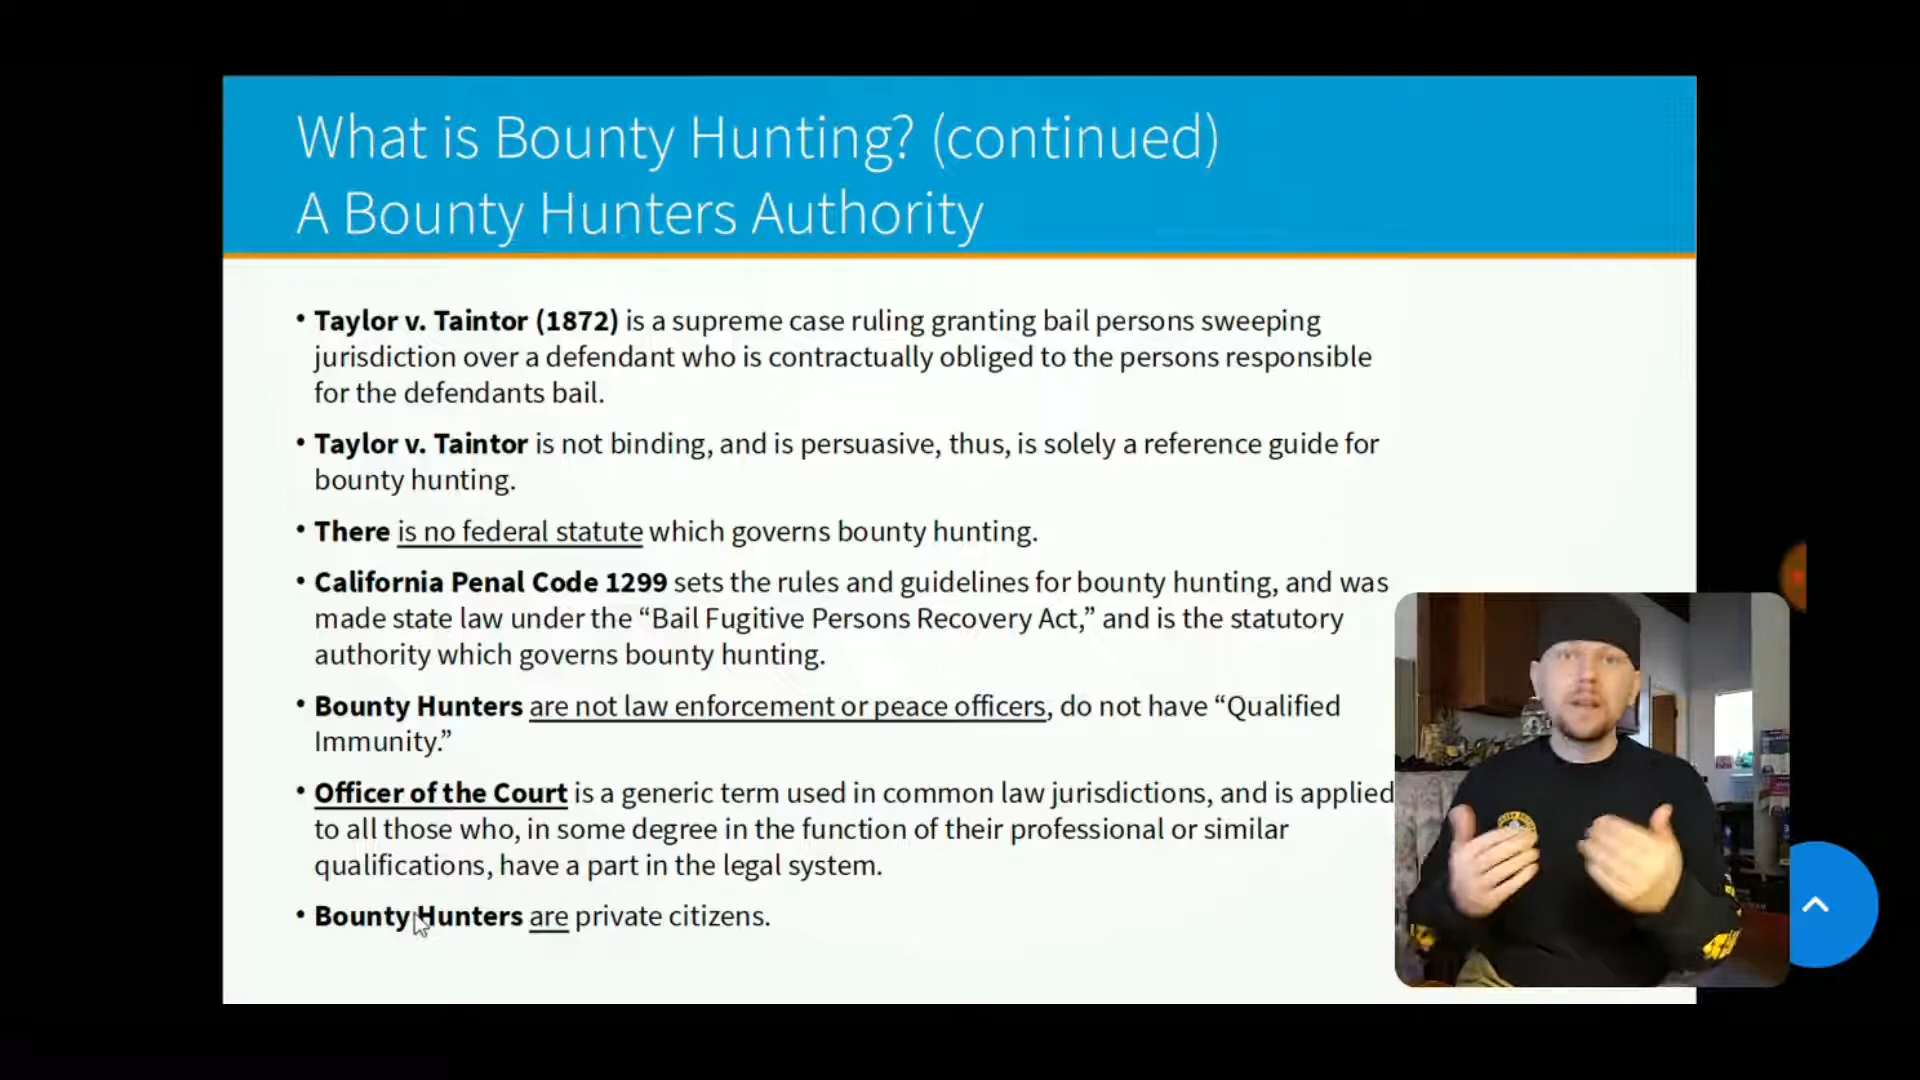 What is Bounty Hunting? (continued)
A Bounty Hunters Authority
• Taylor v. Taintor (1872) is a supreme case ruling granting bail persons sweeping
jurisdiction over a defendant who is contractually obliged to the persons responsible
for the defendants bail.
• Taylor v. Taintor is not binding, and is persuasive, thus, is solely a reference guide for
bounty hunting.
• There is no federal statute which governs bounty hunting.
• California Penal Code 1299 sets the rules and guidelines for bounty hunting, and was
made state law under the “Bail Fugitive Persons Recovery Act,” and is the statutory
authority which governs bounty hunting.
• Bounty Hunters are not law enforcement or peace officers, do not have “Qualified
Immunity.”
• Officer of the Court is a generic term used in common law jurisdictions, and is applied
to all those who, in some degree in the function of their professional or similar
qualifications, have a part in the legal system.
• Bounty Hunters are private citizens.